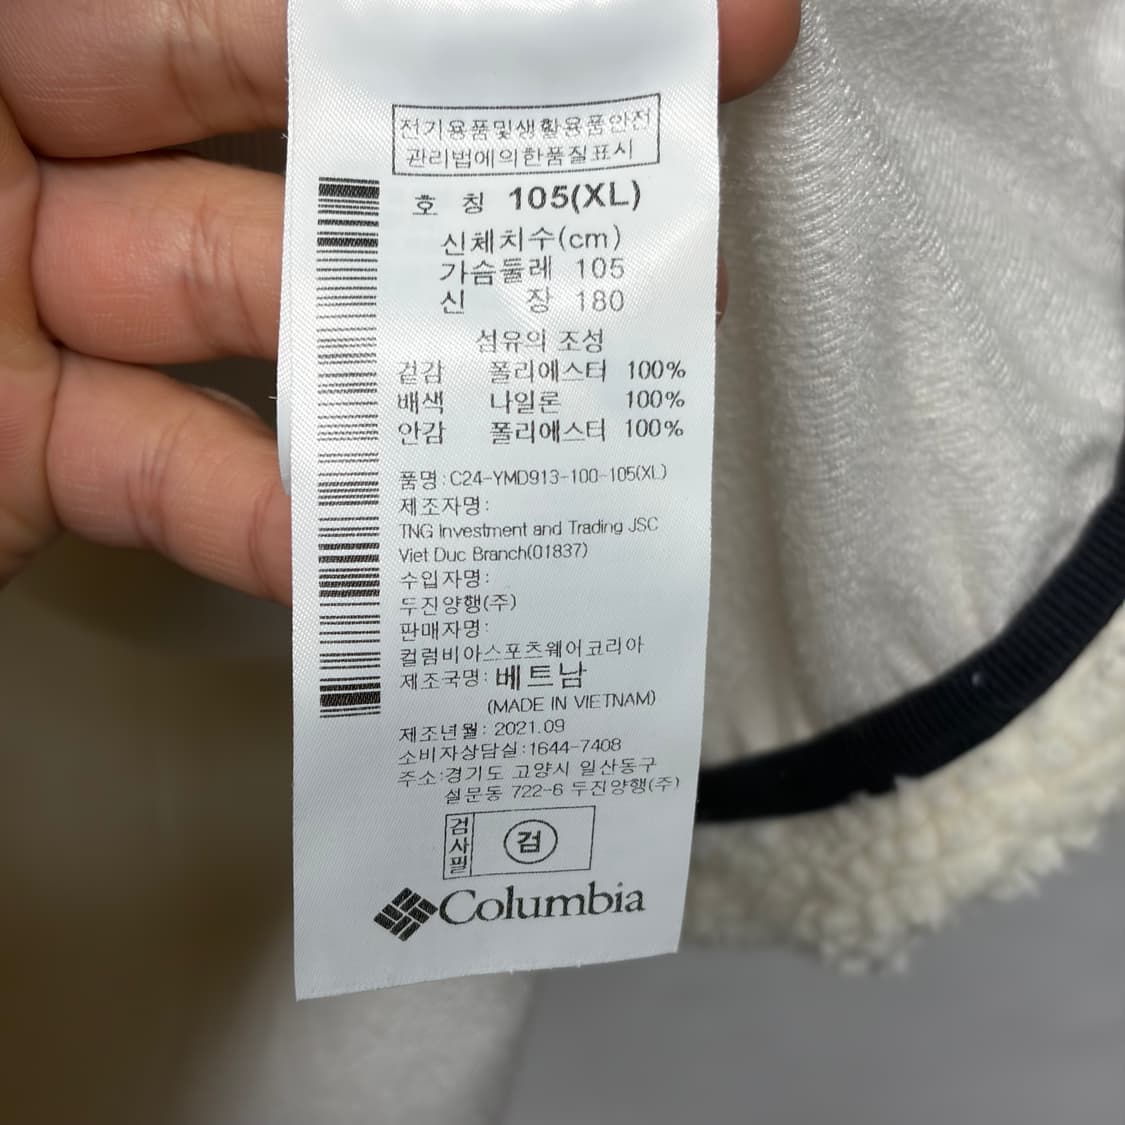 전기용품및생활용품안전
관리법에의한품질표시
호 칭 105(XL)
신체치수(cm)
가슴둘레 105
신 장 180
섬유의 조성
겉감 폴리에스터 100%
배색 나일론 100%
안감 폴리에스터 100%
품명:C24-YMD913-100-105(XL)
제조자명:
TNG Investment and Trading JSC
Viet Duc Branch(01837)
수입자명:
두진양행(주)
판매자명:
컬럼비아스포츠웨어코리아
제조국명:베트남
(MADE IN VIETNAM)
제조년월: 2021.09
소비자상담실:1644-7408
주소:경기도 고양시 일산동구
설문동 722-6 두진양행(주)
검사필 검
Columbia